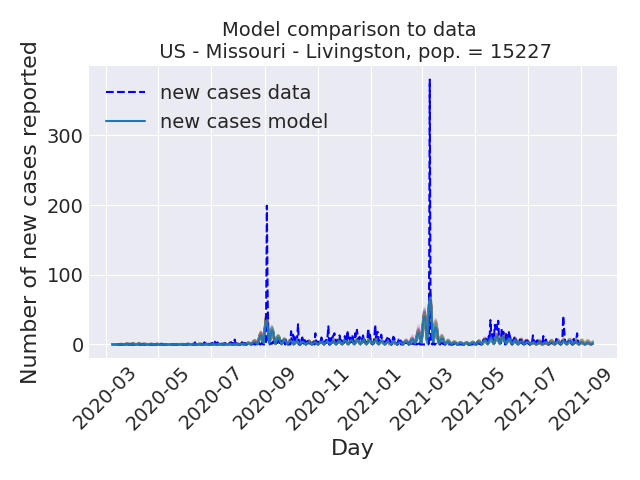 Model comparison to data
US - Missouri - Livingston, pop. = 15227
Number of new cases reported
new cases data
new cases model
300
200
100
0
2020-03
2020-05
2020-07
2020-09
2020-11
2021-01
2021-03
2021-05
2021-07
2021-09
Day